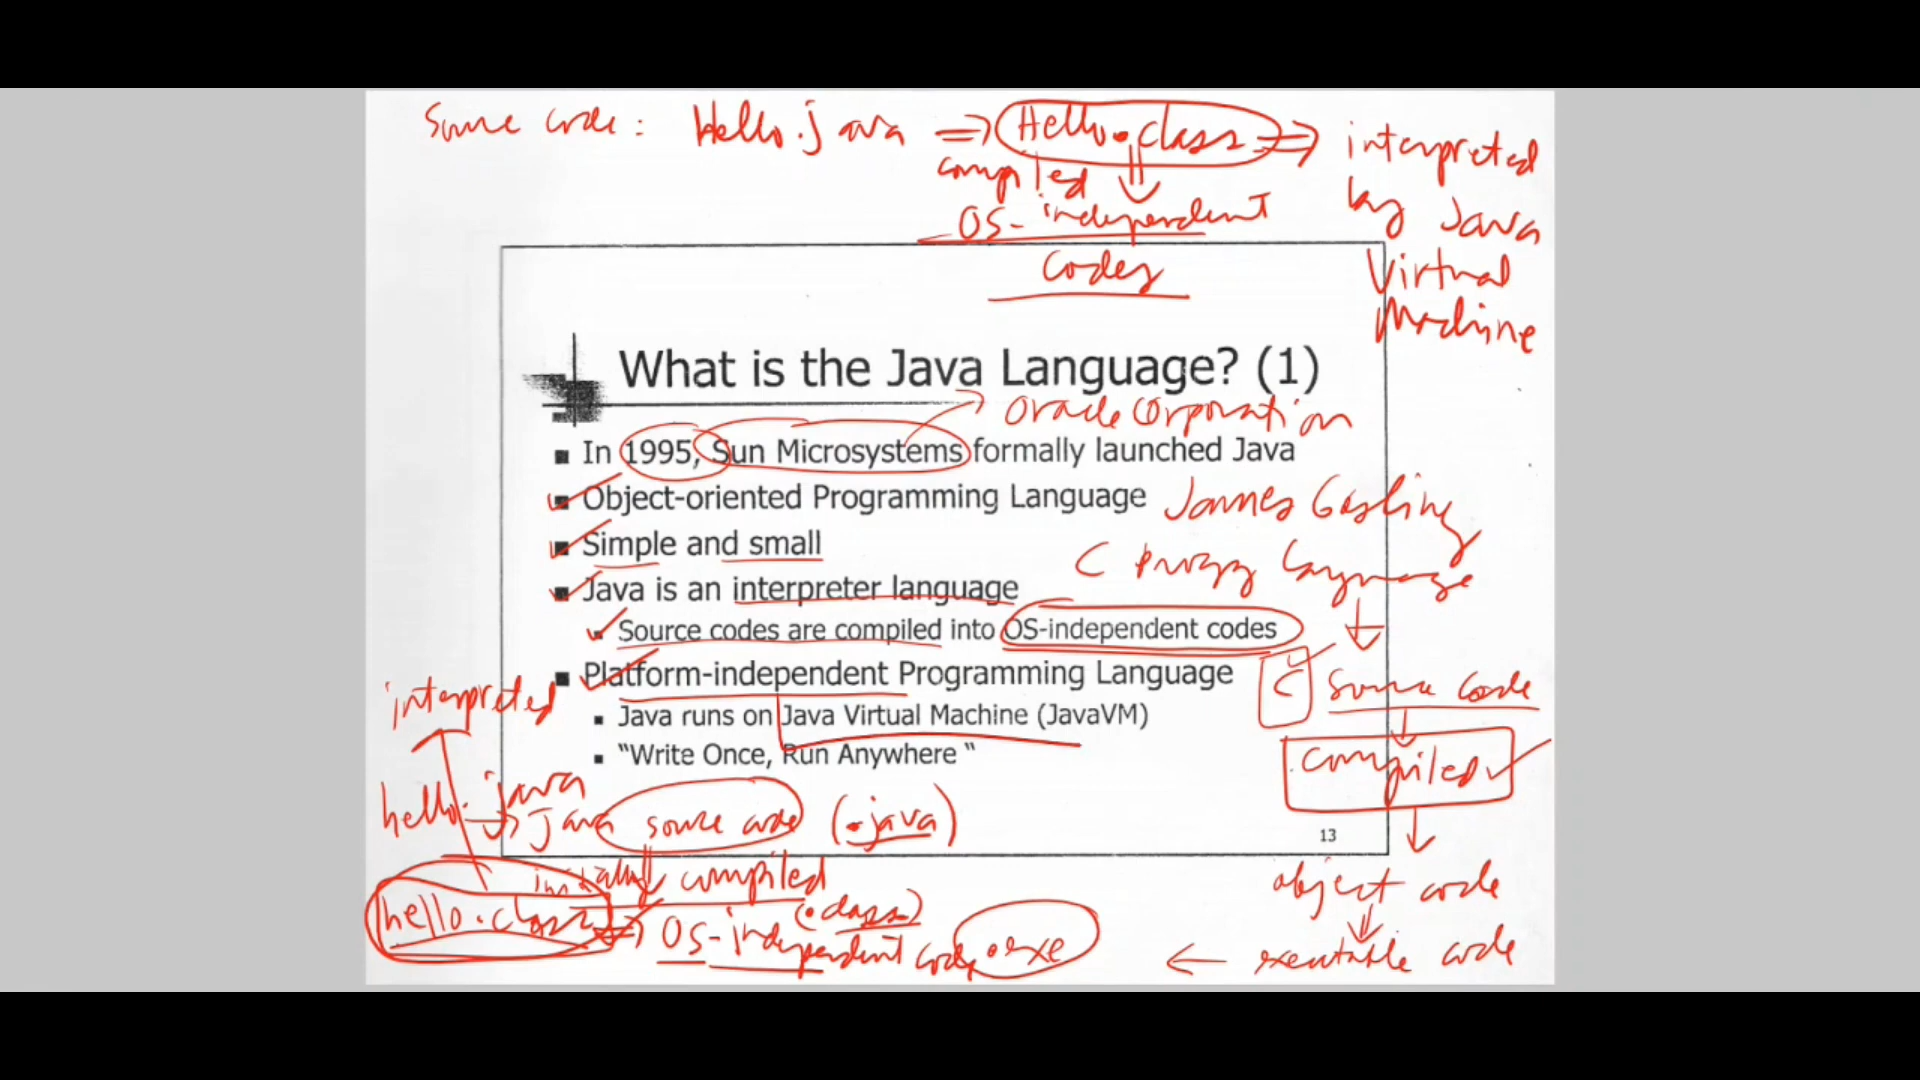 Source code: Hello.java => Hello.class => interpreted
compiled
by Java
OS-independent
Codes
Virtual
Machine
What is the Java Language? (1)
Oracle Corporation
In 1995, Sun Microsystems formally launched Java
Object-oriented Programming Language James Gosling
Simple and small
C Progg Language
Java is an interpreter language
Source codes are compiled into OS-independent codes
Platform-independent Programming Language
C source code
interpreted
Java runs on Java Virtual Machine (JavaVM)
"Write Once, Run Anywhere "
compiled
hello.java
Java source code (.java)
13
initially compiled
object code
hello.class
(.class)
OS-independent code .exe
← executable code